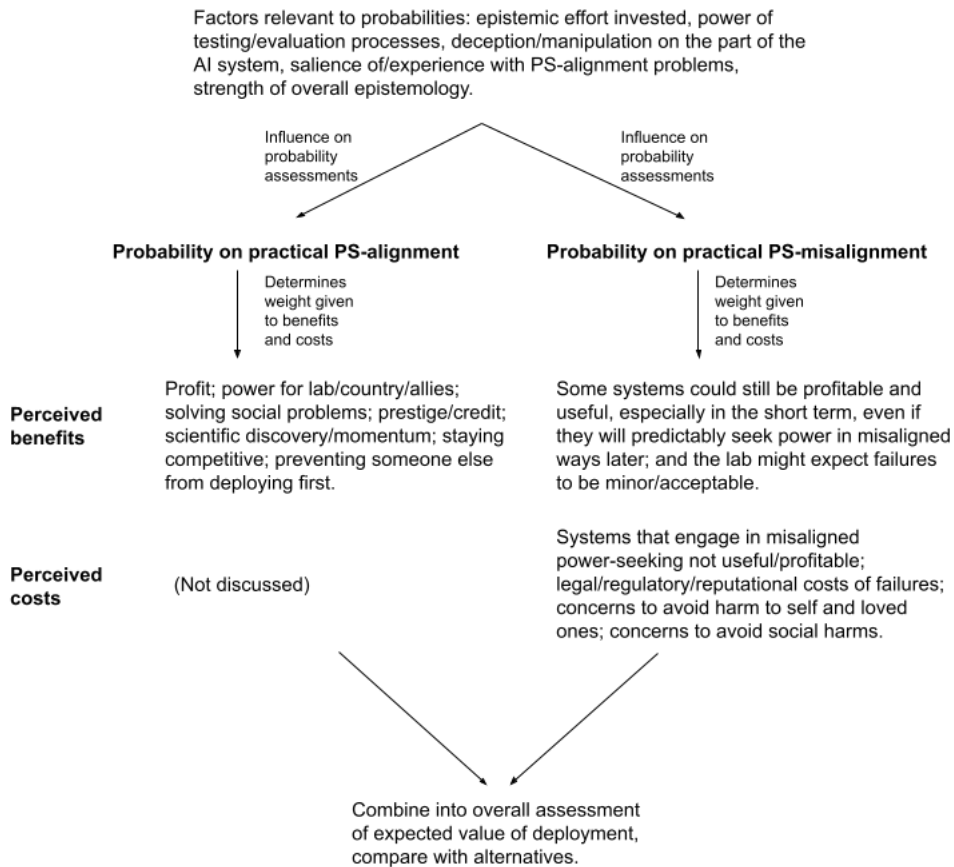 Factors relevant to probabilities: epistemic effort invested, power of
testing/evaluation processes, deception/manipulation on the part of the
AI system, salience of/experience with PS-alignment problems,
strength of overall epistemology.
Influence on
probability
assessments
Influence on
probability
assessments
Probability on practical PS-alignment
Probability on practical PS-misalignment
Determines
weight given
to benefits
and costs
Determines
weight given
to benefits
and costs
Perceived
benefits
Profit; power for lab/country/allies;
solving social problems; prestige/credit;
scientific discovery/momentum; staying
competitive; preventing someone else
from deploying first.
Some systems could still be profitable and
useful, especially in the short term, even if
they will predictably seek power in misaligned
ways later; and the lab might expect failures
to be minor/acceptable.
Perceived
costs
(Not discussed)
Systems that engage in misaligned
power-seeking not useful/profitable;
legal/regulatory/reputational costs of failures;
concerns to avoid harm to self and loved
ones; concerns to avoid social harms.
Combine into overall assessment
of expected value of deployment,
compare with alternatives.